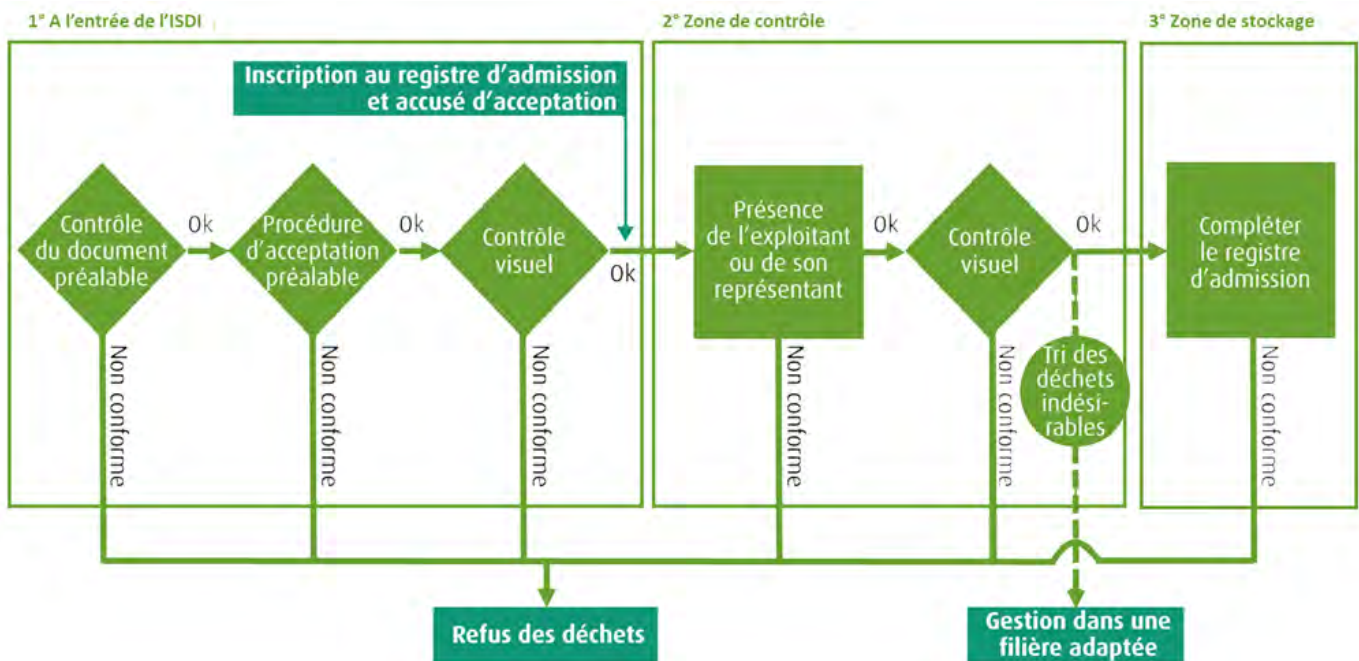 1° A l'entrée de l'ISDI
2° Zone de contrôle
3° Zone de stockage
Inscription au registre d'admission
et accusé d'acceptation
Contrôle
du document
préalable
Ok
Procédure
d'acceptation
préalable
Ok
Contrôle
visuel
Ok
Présence
de l'exploitant
ou de son
représentant
Ok
Contrôle
visuel
Ok
Compléter
le registre
d'admission
Non conforme
Non conforme
Non conforme
Non conforme
Non conforme
Tri des
déchets
indési-
rables
Non conforme
Refus des déchets
Gestion dans une
filière adaptée